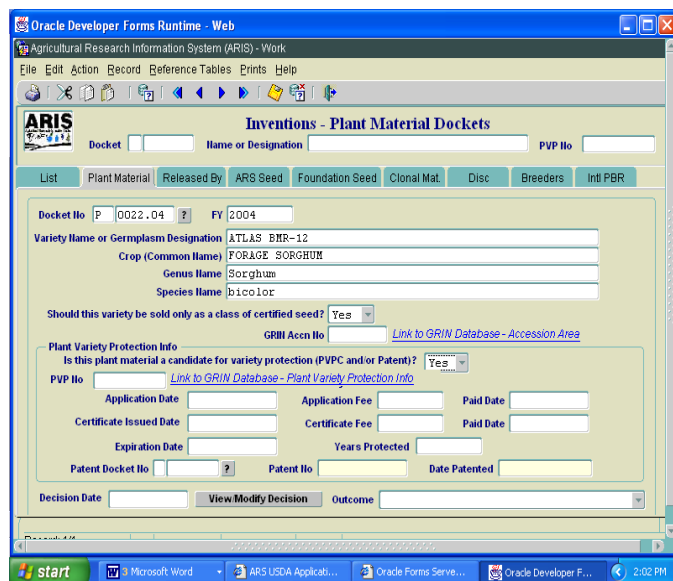 Oracle Developer Forms Runtime - Web
Agricultural Research Information System (ARIS) - Work
File Edit Action Record Reference Tables Prints Help
ARIS
Inventions - Plant Material Dockets
Docket Name or Designation PVP No
List Plant Material Released By ARS Seed Foundation Seed Clonal Mat. Disc Breeders Intl PBR
Docket No P 0022.04 ? FY 2004
Variety Name or Germplasm Designation ATLAS BMR-12
Crop (Common Name) FORAGE SORGHUM
Genus Name Sorghum
Species Name bicolor
Should this variety be sold only as a class of certified seed? Yes
GRIN Accn No Link to GRIN Database - Accession Area
Plant Variety Protection Info
Is this plant material a candidate for variety protection (PVPC and/or Patent)? Yes
PVP No Link to GRIN Database - Plant Variety Protection Info
Application Date Application Fee Paid Date
Certificate Issued Date Certificate Fee Paid Date
Expiration Date Years Protected
Patent Docket No ? Patent No Date Patented
Decision Date View/Modify Decision Outcome
start 3 Microsoft Word ARS USDA Applicati... Oracle Forms Serve... Oracle Developer F... 2:02 PM